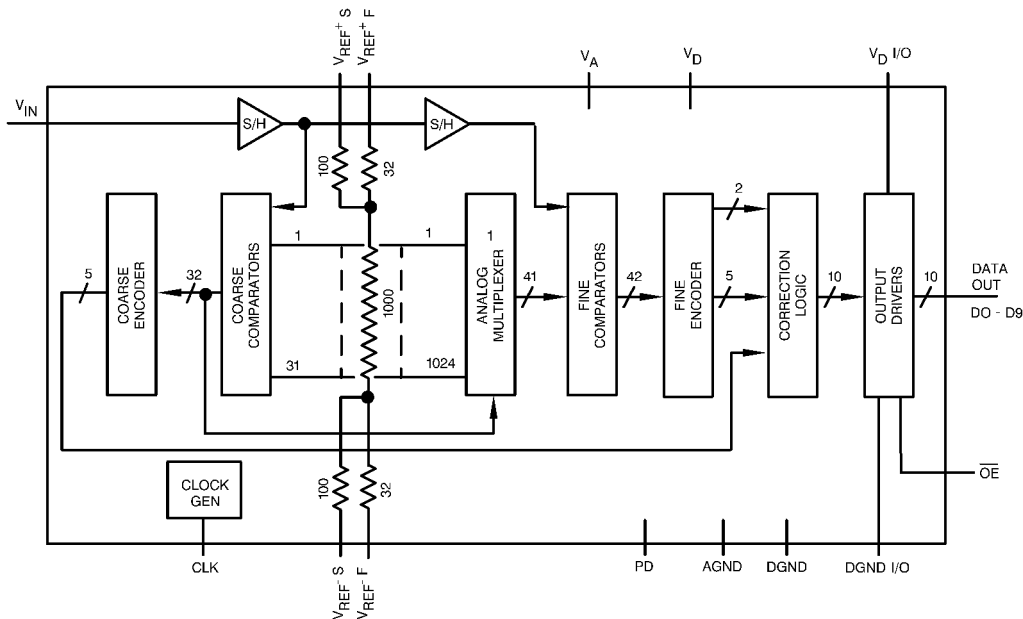 V_REF+ S
V_REF+ F
V_A
V_D
V_D I/O
V_IN
S/H
S/H
100
32
5
COARSE
ENCODER
32
COARSE
COMPARATORS
1
31
1000
1
1024
1
ANALOG
MULTIPLEXER
41
FINE
COMPARATORS
42
FINE
ENCODER
2
5
CORRECTION
LOGIC
10
OUTPUT
DRIVERS
10
DATA
OUT
DO - D9
100
32
CLOCK
GEN
OE
CLK
V_REF- S
V_REF- F
PD
AGND
DGND
DGND I/O